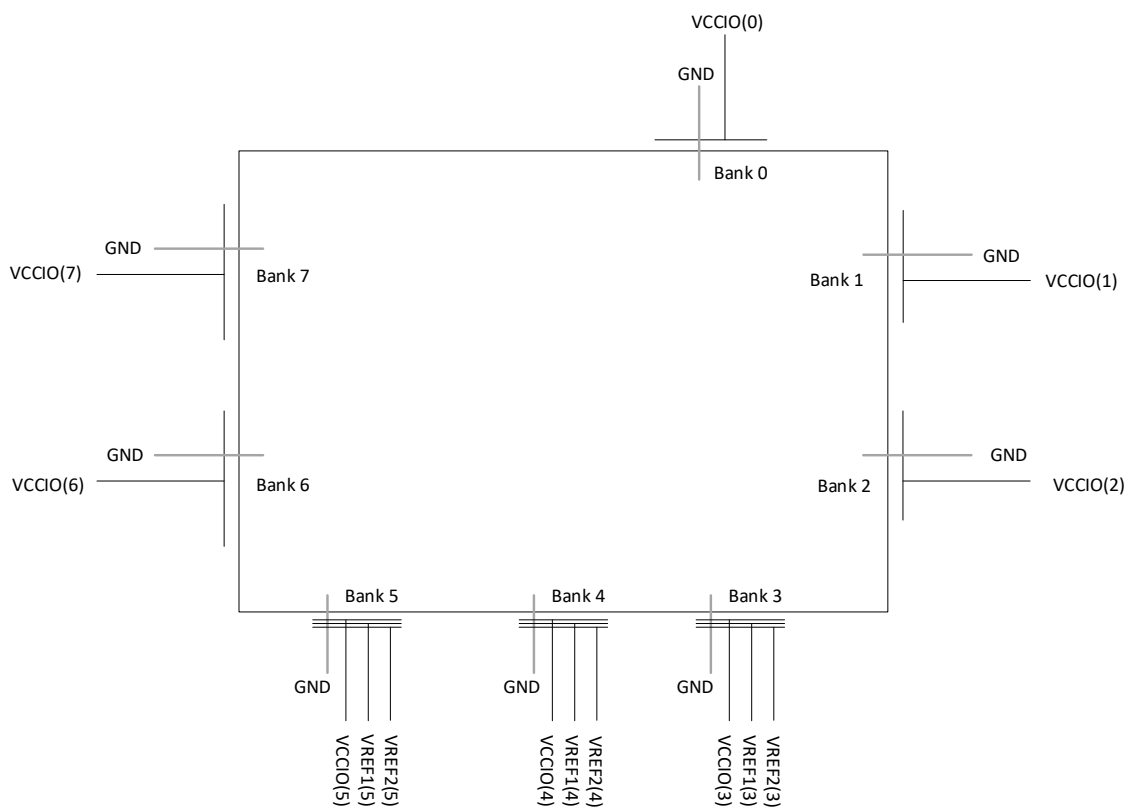 VCCIO(0)
GND
Bank 0
GND
VCCIO(7)
Bank 7
GND
Bank 1
VCCIO(1)
GND
VCCIO(6)
Bank 6
GND
Bank 2
VCCIO(2)
Bank 5
Bank 4
Bank 3
GND
GND
GND
VCCIO(5)
VREF1(5)
VREF2(5)
VCCIO(4)
VREF1(4)
VREF2(4)
VCCIO(3)
VREF1(3)
VREF2(3)